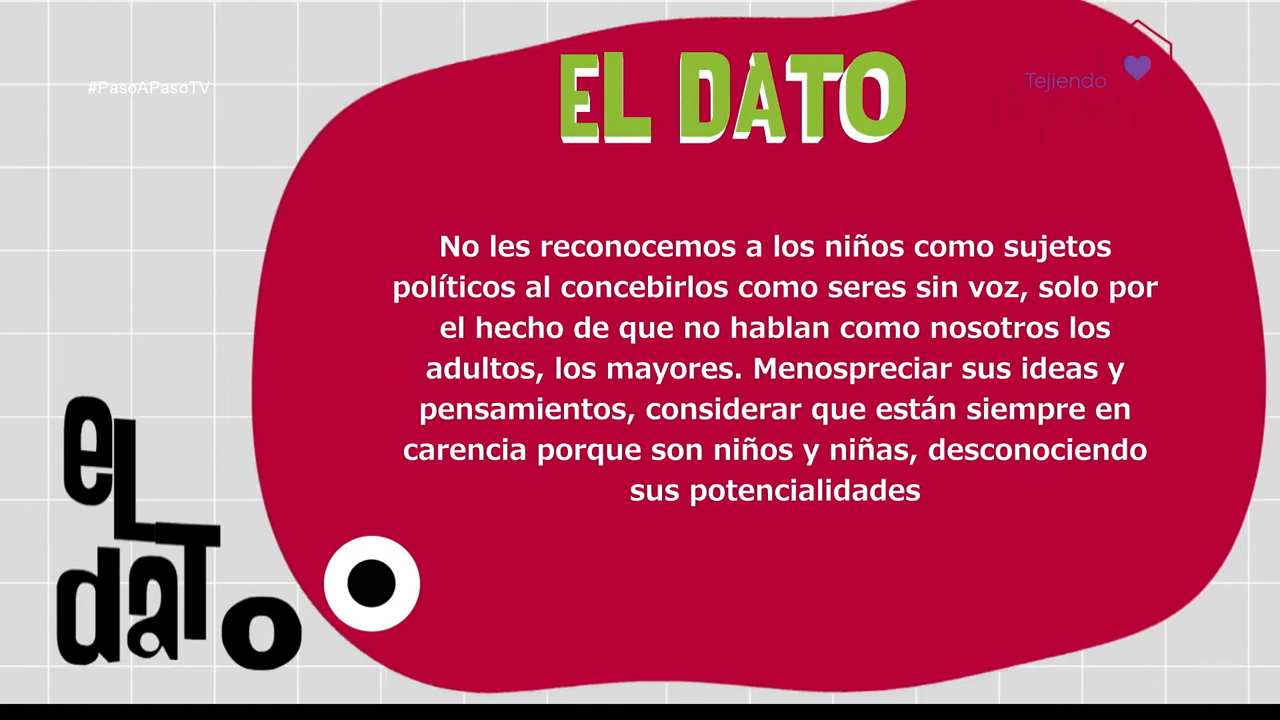 EL DATO
#PasoAPasoTV
Tejiendo
No les reconocemos a los niños como sujetos
políticos al concebirlos como seres sin voz, solo por
el hecho de que no hablan como nosotros los
adultos, los mayores. Menospreciar sus ideas y
pensamientos, considerar que están siempre en
carencia porque son niños y niñas, desconociendo
sus potencialidades
eL
daTo